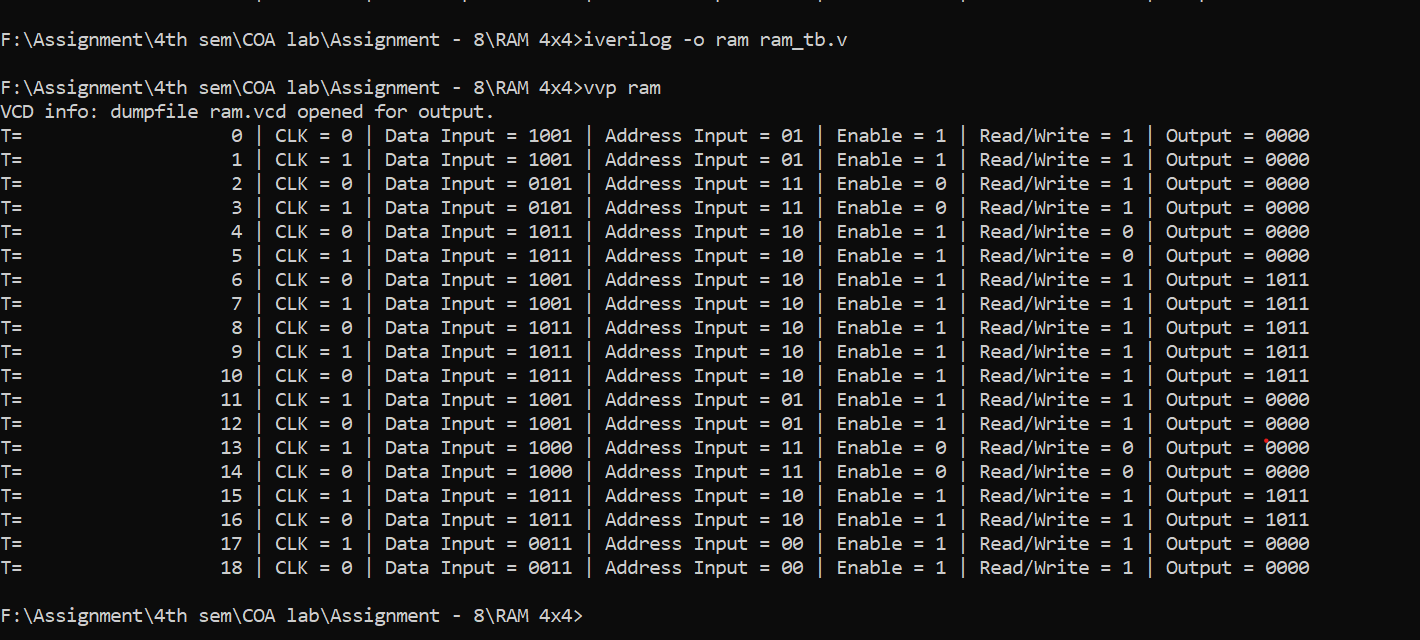 F:\Assignment\4th sem\COA lab\Assignment - 8\RAM 4x4>iverilog -o ram ram_tb.v
F:\Assignment\4th sem\COA lab\Assignment - 8\RAM 4x4>vvp ram
VCD info: dumpfile ram.vcd opened for output.
T=                   0 | CLK = 0 | Data Input = 1001 | Address Input = 01 | Enable = 1 | Read/Write = 1 | Output = 0000
T=                   1 | CLK = 1 | Data Input = 1001 | Address Input = 01 | Enable = 1 | Read/Write = 1 | Output = 0000
T=                   2 | CLK = 0 | Data Input = 0101 | Address Input = 11 | Enable = 0 | Read/Write = 1 | Output = 0000
T=                   3 | CLK = 1 | Data Input = 0101 | Address Input = 11 | Enable = 0 | Read/Write = 1 | Output = 0000
T=                   4 | CLK = 0 | Data Input = 1011 | Address Input = 10 | Enable = 1 | Read/Write = 0 | Output = 0000
T=                   5 | CLK = 1 | Data Input = 1011 | Address Input = 10 | Enable = 1 | Read/Write = 0 | Output = 0000
T=                   6 | CLK = 0 | Data Input = 1001 | Address Input = 10 | Enable = 1 | Read/Write = 1 | Output = 1011
T=                   7 | CLK = 1 | Data Input = 1001 | Address Input = 10 | Enable = 1 | Read/Write = 1 | Output = 1011
T=                   8 | CLK = 0 | Data Input = 1011 | Address Input = 10 | Enable = 1 | Read/Write = 1 | Output = 1011
T=                   9 | CLK = 1 | Data Input = 1011 | Address Input = 10 | Enable = 1 | Read/Write = 1 | Output = 1011
T=                  10 | CLK = 0 | Data Input = 1011 | Address Input = 10 | Enable = 1 | Read/Write = 1 | Output = 1011
T=                  11 | CLK = 1 | Data Input = 1001 | Address Input = 01 | Enable = 1 | Read/Write = 1 | Output = 0000
T=                  12 | CLK = 0 | Data Input = 1001 | Address Input = 01 | Enable = 1 | Read/Write = 1 | Output = 0000
T=                  13 | CLK = 1 | Data Input = 1000 | Address Input = 11 | Enable = 0 | Read/Write = 0 | Output = 0000
T=                  14 | CLK = 0 | Data Input = 1000 | Address Input = 11 | Enable = 0 | Read/Write = 0 | Output = 0000
T=                  15 | CLK = 1 | Data Input = 1011 | Address Input = 10 | Enable = 1 | Read/Write = 1 | Output = 1011
T=                  16 | CLK = 0 | Data Input = 1011 | Address Input = 10 | Enable = 1 | Read/Write = 1 | Output = 1011
T=                  17 | CLK = 1 | Data Input = 0011 | Address Input = 00 | Enable = 1 | Read/Write = 1 | Output = 0000
T=                  18 | CLK = 0 | Data Input = 0011 | Address Input = 00 | Enable = 1 | Read/Write = 1 | Output = 0000
F:\Assignment\4th sem\COA lab\Assignment - 8\RAM 4x4>